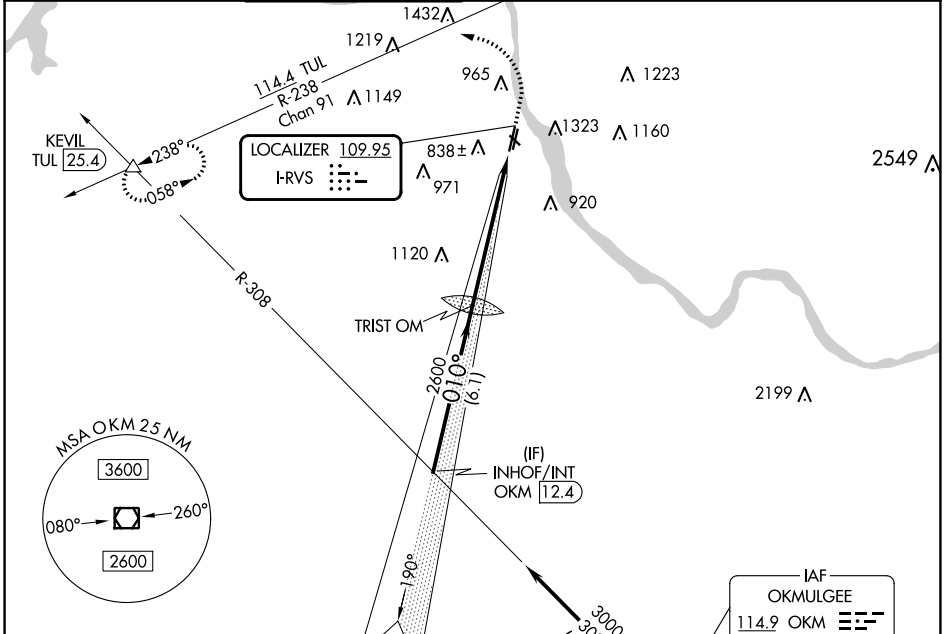 1432
1219
114.4 TUL
R-238
Chan 91
1149
965
1223
KEVIL
TUL 25.4
238°
058°
LOCALIZER 109.95
I-RVS
838±
971
1323
1160
2549
920
1120
R-308
TRIST OM
2600
010°
(6.1)
2199
(IF)
INHOF/INT
OKM 12.4
MSA OKM 25 NM
3600
080°
260°
2600
190°
3000
IAF
OKMULGEE
114.9 OKM